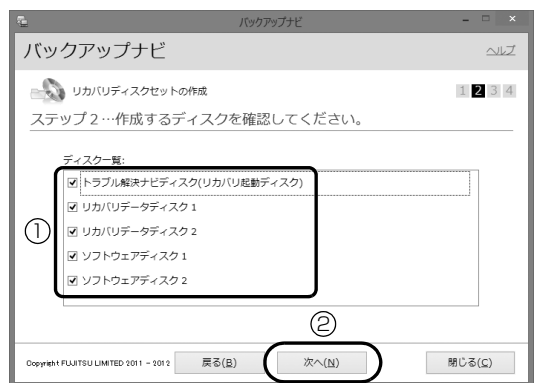 バックアップナビ
バックアップナビ
ヘルプ
リカバリディスクセットの作成
1 2 3 4
ステップ2…作成するディスクを確認してください。
ディスク一覧:
①
トラブル解決ナビディスク(リカバリ起動ディスク)
リカバリデータディスク1
リカバリデータディスク2
ソフトウェアディスク1
ソフトウェアディスク2
②
Copyright FUJITSU LIMITED 2011 - 2012
戻る(B)
次へ(N)
閉じる(C)